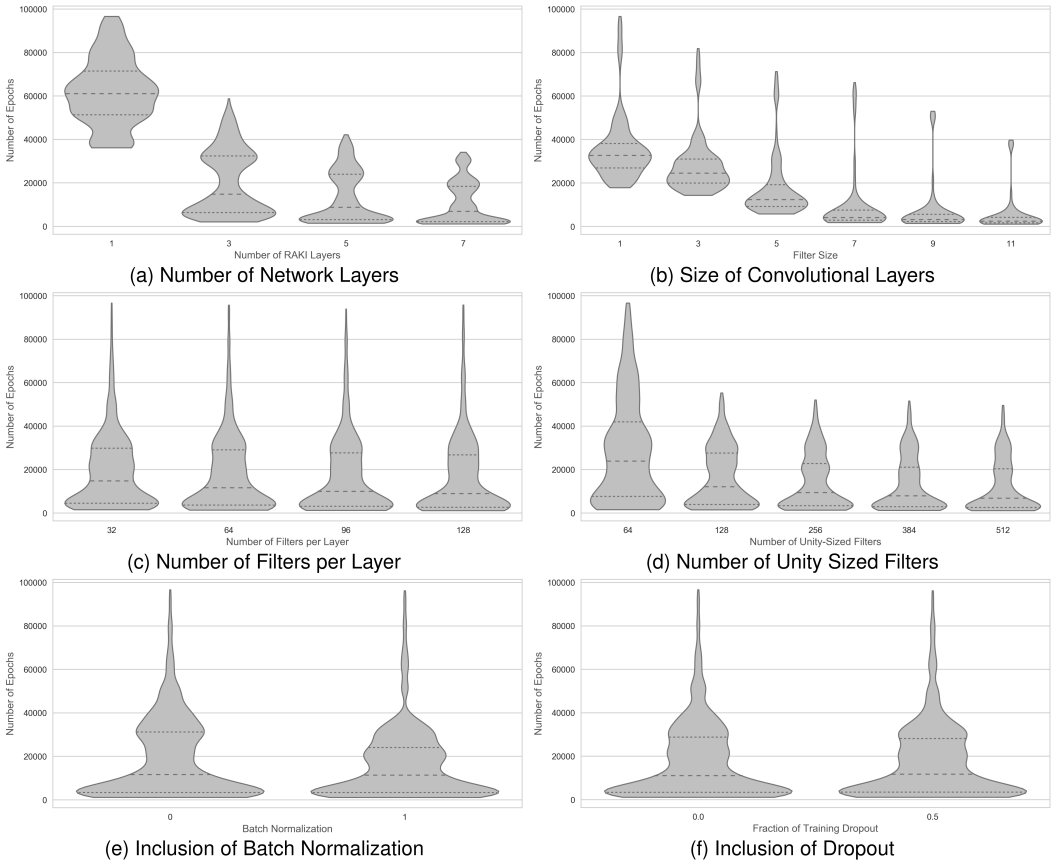 100000
80000
60000
40000
20000
0
Number of Epochs
1 3 5 7
Number of RAKI Layers
(a) Number of Network Layers
100000
80000
60000
40000
20000
0
Number of Epochs
1 3 5 7 9 11
Filter Size
(b) Size of Convolutional Layers
100000
80000
60000
40000
20000
0
Number of Epochs
32 64 96 128
Number of Filters per Layer
(c) Number of Filters per Layer
100000
80000
60000
40000
20000
0
Number of Epochs
64 128 256 384 512
Number of Unity-Sized Filters
(d) Number of Unity Sized Filters
100000
80000
60000
40000
20000
0
Number of Epochs
0 1
Batch Normalization
(e) Inclusion of Batch Normalization
100000
80000
60000
40000
20000
0
Number of Epochs
0.0 0.5
Fraction of Training Dropout
(f) Inclusion of Dropout